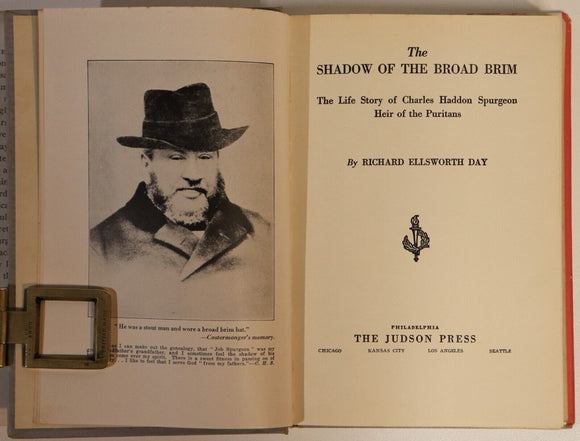 "He was a stout man and wore a broad brim hat."
—Costermonger's memory.
as I can make out the genealogy, that "Job Spurgeon" was my
father's grandfather, and I sometimes feel the shadow of his
come over my spirit. There is a sweet fitness in passing on of
I like to feel that I serve God "from my fathers."—C. H. S.
The
SHADOW OF THE BROAD BRIM
The Life Story of Charles Haddon Spurgeon
Heir of the Puritans
By RICHARD ELLSWORTH DAY
PHILADELPHIA
THE JUDSON PRESS
CHICAGO KANSAS CITY LOS ANGELES SEATTLE